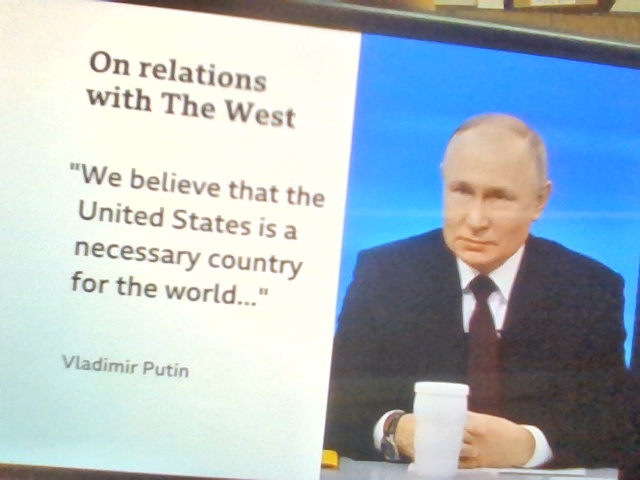 On relations
with The West
"We believe that the
United States is a
necessary country
for the world..."
Vladimir Putin